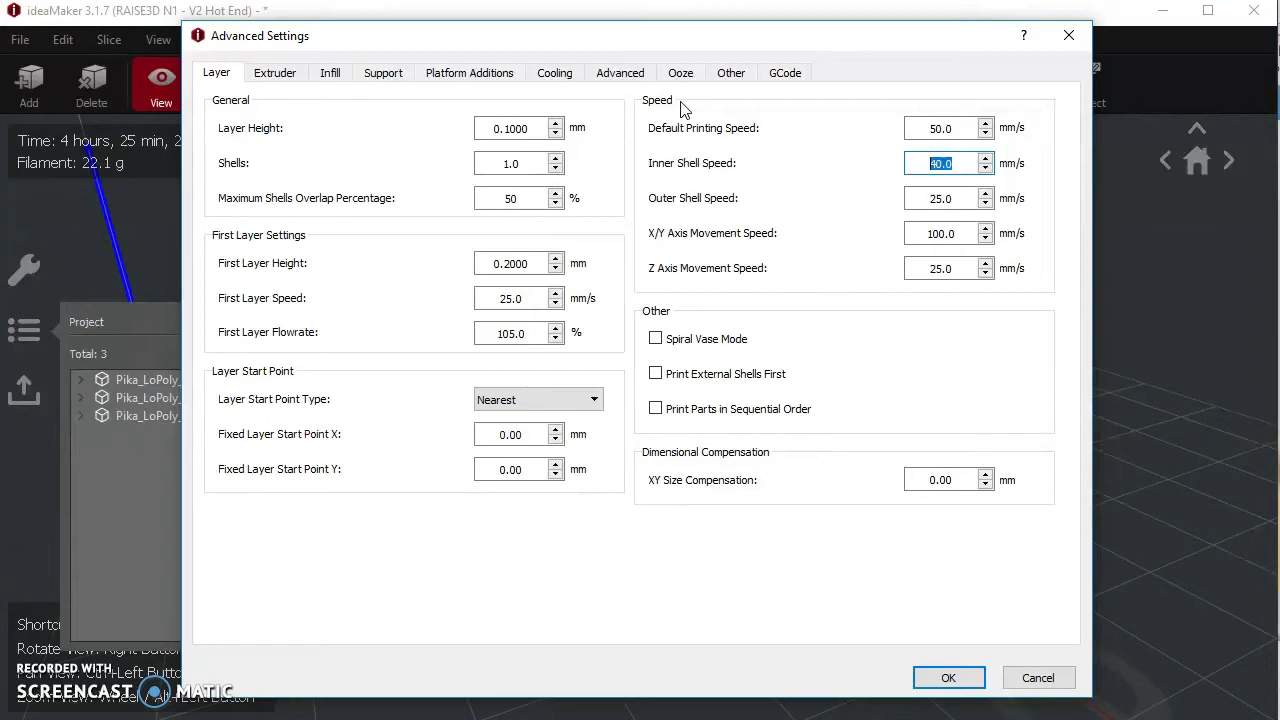 ideaMaker 3.1.7 (RAISE3D N1 - V2 Hot End) - *
File Edit Slice View
Add Delete View
Time: 4 hours, 25 min, 2
Filament: 22.1 g
Project
Total: 3
Pika_LoPoly_
Pika_LoPoly_
Pika_LoPoly_
Rotate View: Right Button
RECORDED WITH
SCREENCAST MATIC
Advanced Settings
?
Layer Extruder Infill Support Platform Additions Cooling Advanced Ooze Other GCode
General
Layer Height: 0.1000 mm
Shells: 1.0
Maximum Shells Overlap Percentage: 50 %
First Layer Settings
First Layer Height: 0.2000 mm
First Layer Speed: 25.0 mm/s
First Layer Flowrate: 105.0 %
Layer Start Point
Layer Start Point Type: Nearest
Fixed Layer Start Point X: 0.00 mm
Fixed Layer Start Point Y: 0.00 mm
Speed
Default Printing Speed: 50.0 mm/s
Inner Shell Speed: 40.0 mm/s
Outer Shell Speed: 25.0 mm/s
X/Y Axis Movement Speed: 100.0 mm/s
Z Axis Movement Speed: 25.0 mm/s
Other
Spiral Vase Mode
Print External Shells First
Print Parts in Sequential Order
Dimensional Compensation
XY Size Compensation: 0.00 mm
OK Cancel